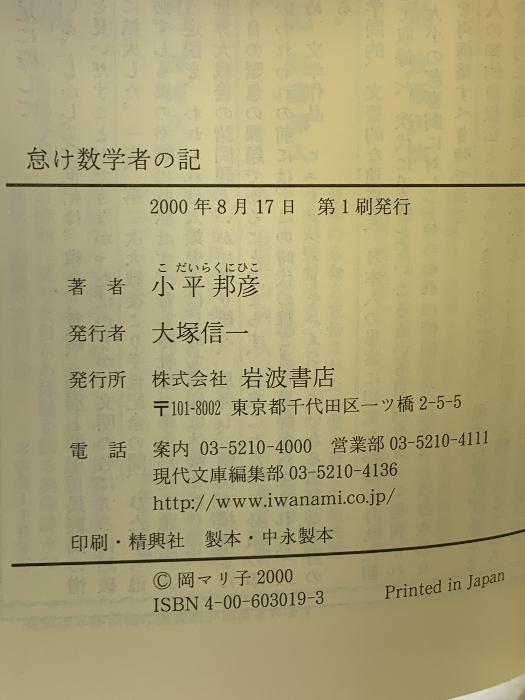 怠け数学者の記
2000年8月17日 第1刷発行
こ だいらくにひこ
著者 小平邦彦
発行者 大塚信一
発行所 株式会社 岩波書店
〒101-8002 東京都千代田区一ツ橋2-5-5
電話 案内 03-5210-4000 営業部 03-5210-4111
現代文庫編集部 03-5210-4136
http://www.iwanami.co.jp/
印刷・精興社 製本・中永製本
©岡マリ子 2000
ISBN 4-00-603019-3 Printed in Japan